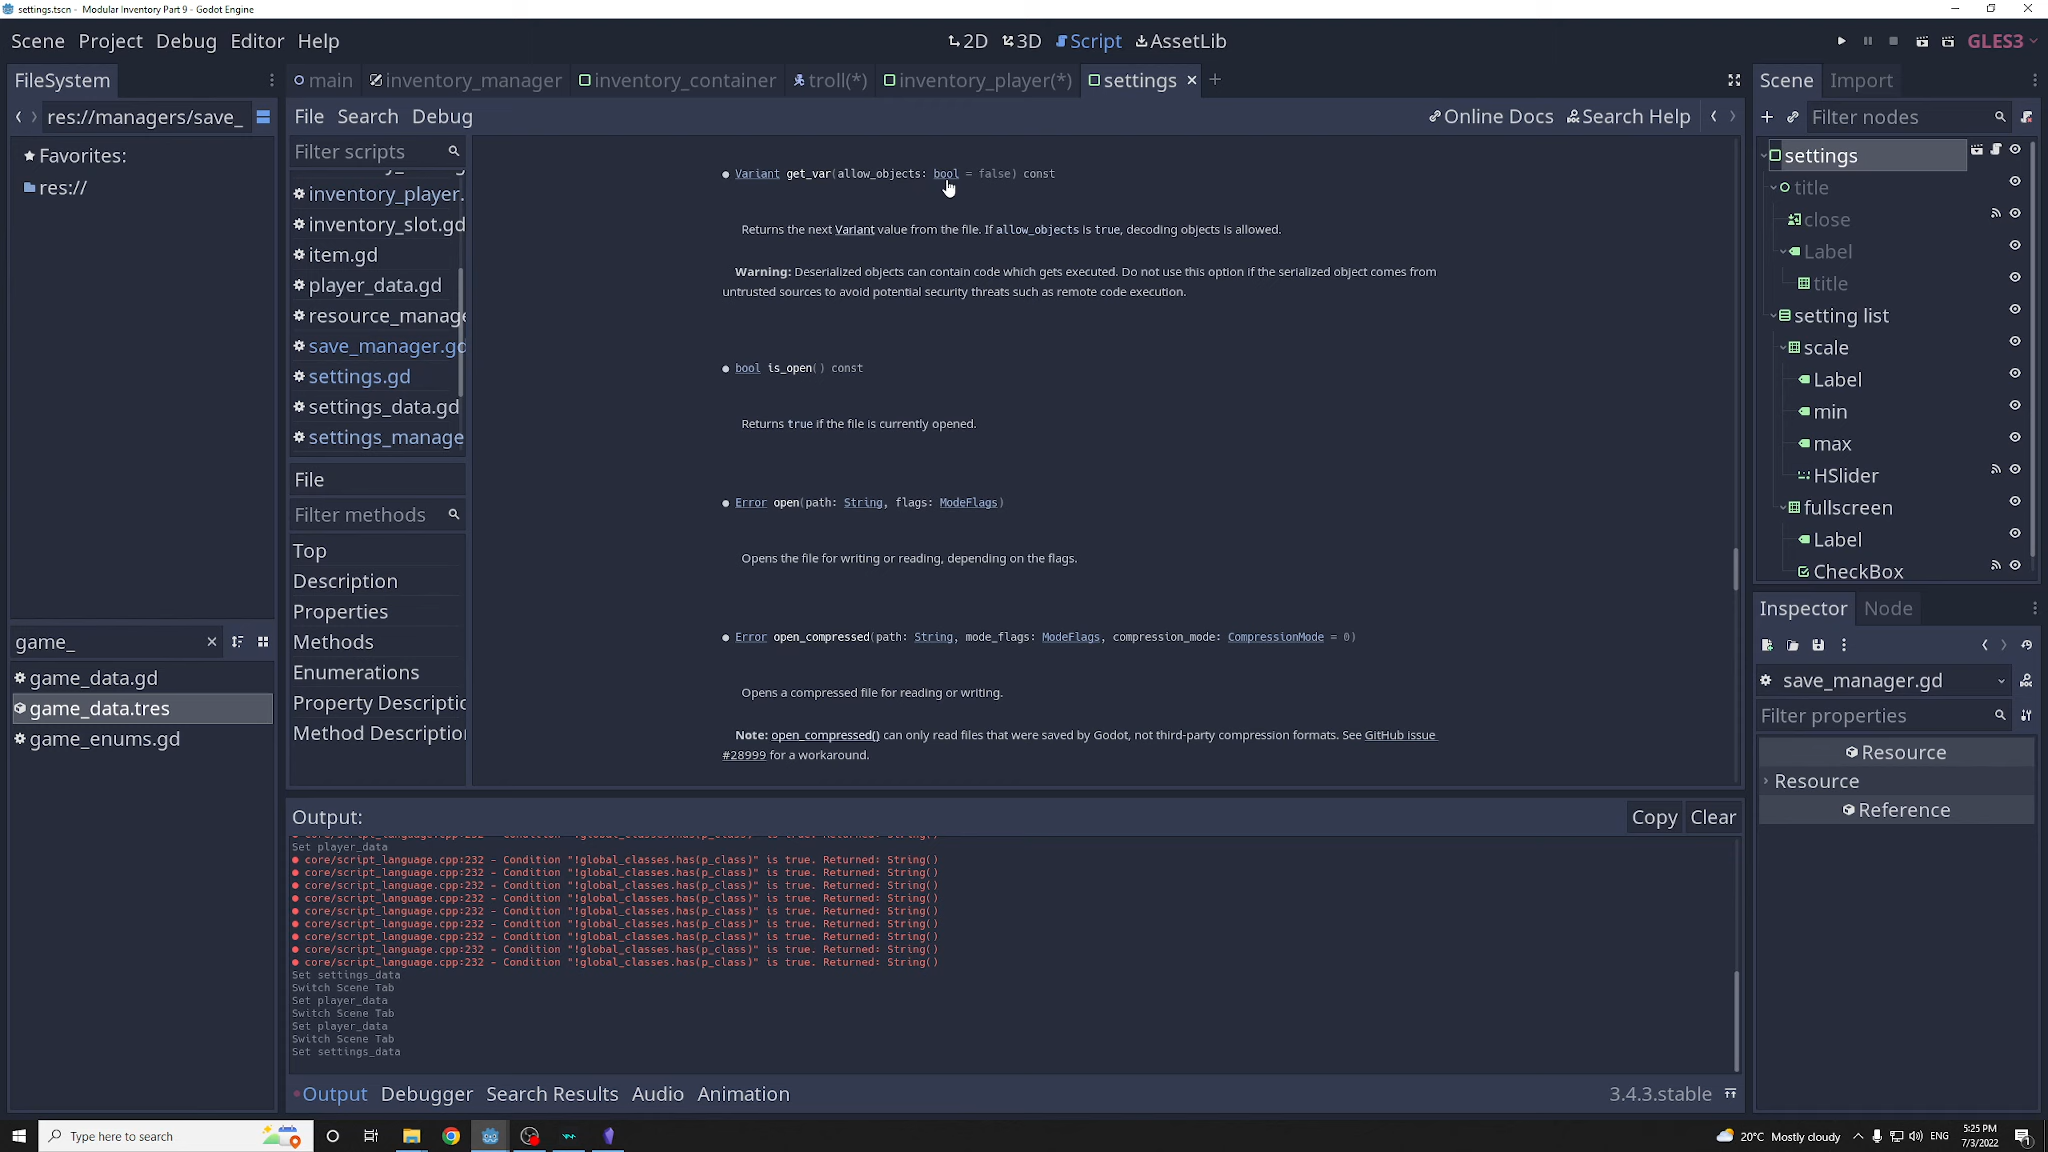 settings.tscn - Modular Inventory Part 9 - Godot Engine
Scene Project Debug Editor Help
2D 3D Script AssetLib
GLES3
FileSystem
main inventory_manager inventory_container troll(*) inventory_player(*) settings
Scene Import
res://managers/save_
File Search Debug
Online Docs Search Help
Filter nodes
Favorites:
res://
Filter scripts
inventory_player.
inventory_slot.gd
item.gd
player_data.gd
resource_manage
save_manager.gd
settings.gd
settings_data.gd
settings_manage
File
Filter methods
Top
Description
Properties
Methods
Enumerations
Property Descriptio
Method Description
Variant get_var(allow_objects: bool = false) const
Returns the next Variant value from the file. If allow_objects is true, decoding objects is allowed.
Warning: Deserialized objects can contain code which gets executed. Do not use this option if the serialized object comes from
untrusted sources to avoid potential security threats such as remote code execution.
bool is_open() const
Returns true if the file is currently opened.
Error open(path: String, flags: ModeFlags)
Opens the file for writing or reading, depending on the flags.
Error open_compressed(path: String, mode_flags: ModeFlags, compression_mode: CompressionMode = 0)
Opens a compressed file for reading or writing.
Note: open_compressed() can only read files that were saved by Godot, not third-party compression formats. See GitHub issue
#28999 for a workaround.
settings
title
close
Label
title
setting list
scale
Label
min
max
HSlider
fullscreen
Label
CheckBox
game_
game_data.gd
game_data.tres
game_enums.gd
Inspector Node
save_manager.gd
Filter properties
Resource
Resource
Reference
Output:
Copy Clear
core/script_language.cpp:232 - Condition "!global_classes.has(p_class)" is true. Returned: String()
Set player_data
core/script_language.cpp:232 - Condition "!global_classes.has(p_class)" is true. Returned: String()
core/script_language.cpp:232 - Condition "!global_classes.has(p_class)" is true. Returned: String()
core/script_language.cpp:232 - Condition "!global_classes.has(p_class)" is true. Returned: String()
core/script_language.cpp:232 - Condition "!global_classes.has(p_class)" is true. Returned: String()
core/script_language.cpp:232 - Condition "!global_classes.has(p_class)" is true. Returned: String()
core/script_language.cpp:232 - Condition "!global_classes.has(p_class)" is true. Returned: String()
core/script_language.cpp:232 - Condition "!global_classes.has(p_class)" is true. Returned: String()
core/script_language.cpp:232 - Condition "!global_classes.has(p_class)" is true. Returned: String()
core/script_language.cpp:232 - Condition "!global_classes.has(p_class)" is true. Returned: String()
Set settings_data
Switch Scene Tab
Set player_data
Switch Scene Tab
Set player_data
Switch Scene Tab
Set settings_data
Output Debugger Search Results Audio Animation
3.4.3.stable
Type here to search
20°C Mostly cloudy
ENG
5:25 PM
7/3/2022